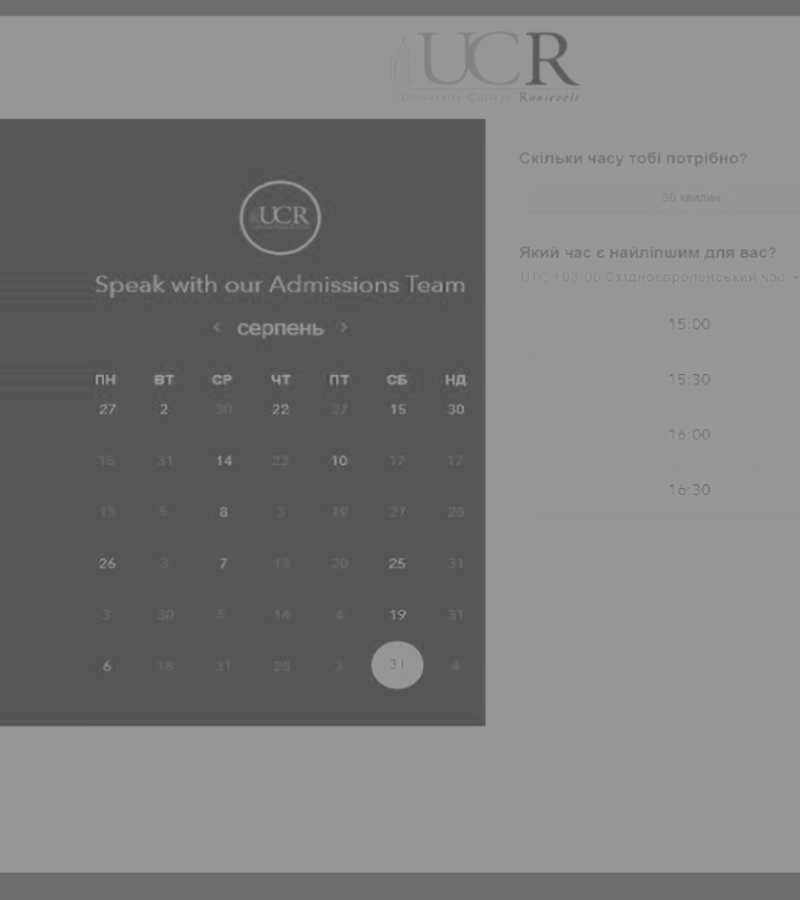 UCR
University College Roosevelt
UCR
Speak with our Admissions Team
< серпень >
ПН ВТ СР ЧТ ПТ СБ НД
27 2 30 22 27 15 30
15 31 14 23 10 17 17
13 5 8 3 19 27 28
26 3 7 13 20 25 31
3 30 5 14 4 19 31
6 18 31 28 3 31 4
Скільки часу тобі потрібно?
30 хвилин
Який час є найліпшим для вас?
UTC +03:00 Східноєвропейський час
15:00
15:30
16:00
16:30